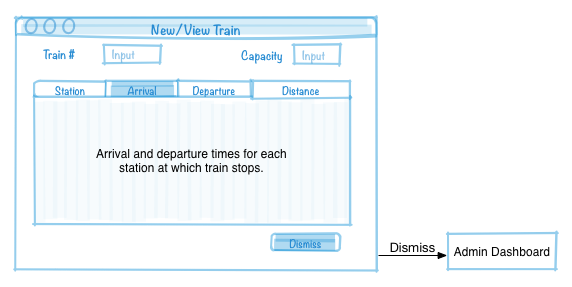 New/View Train
Train # Input Capacity Input
Station Arrival Departure Distance
Arrival and departure times for each
station at which train stops.
Dismiss
Dismiss
Admin Dashboard